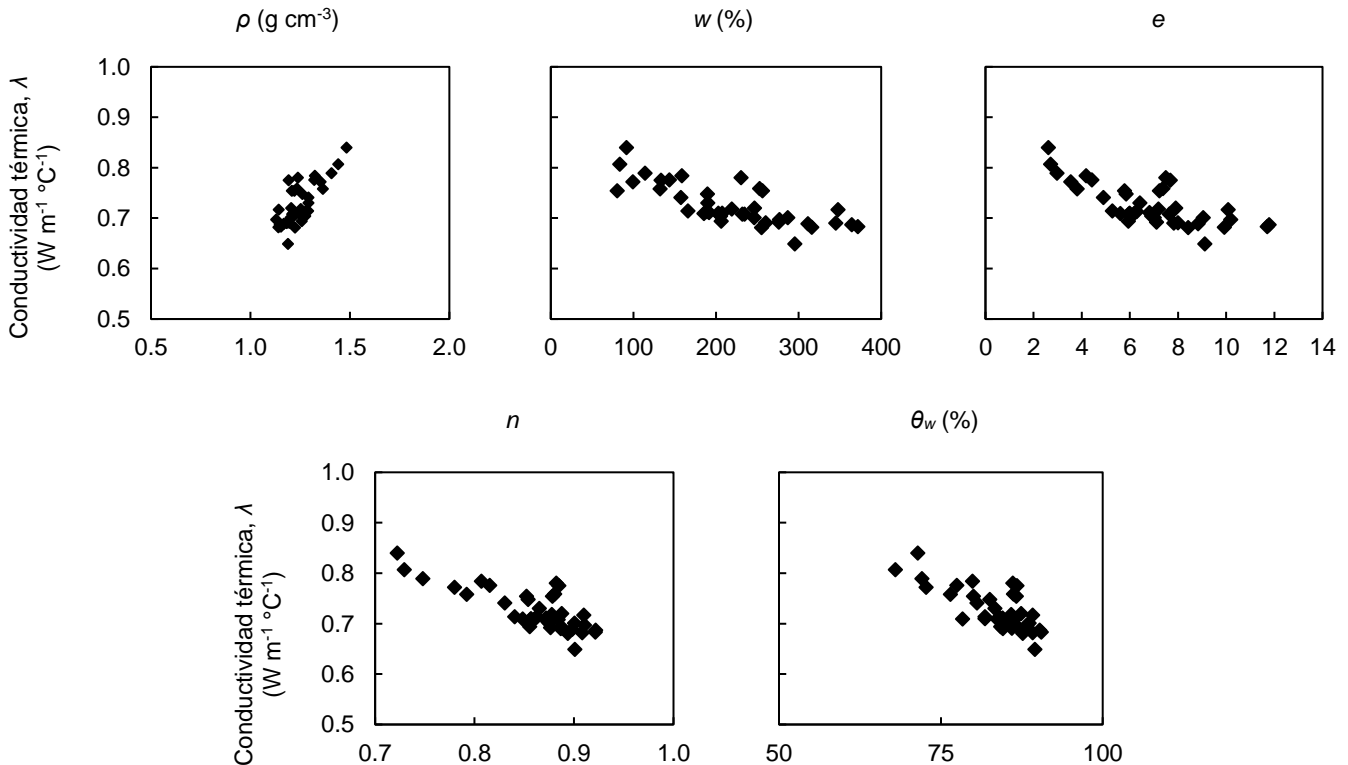 ρ (g cm-3)
w (%)
e
Conductividad térmica, λ
(W m-1 °C-1)
1.0
0.9
0.8
0.7
0.6
0.5
0.5 1.0 1.5 2.0
0 100 200 300 400
0 2 4 6 8 10 12 14
n
θw (%)
Conductividad térmica, λ
(W m-1 °C-1)
1.0
0.9
0.8
0.7
0.6
0.5
0.7 0.8 0.9 1.0
50 75 100